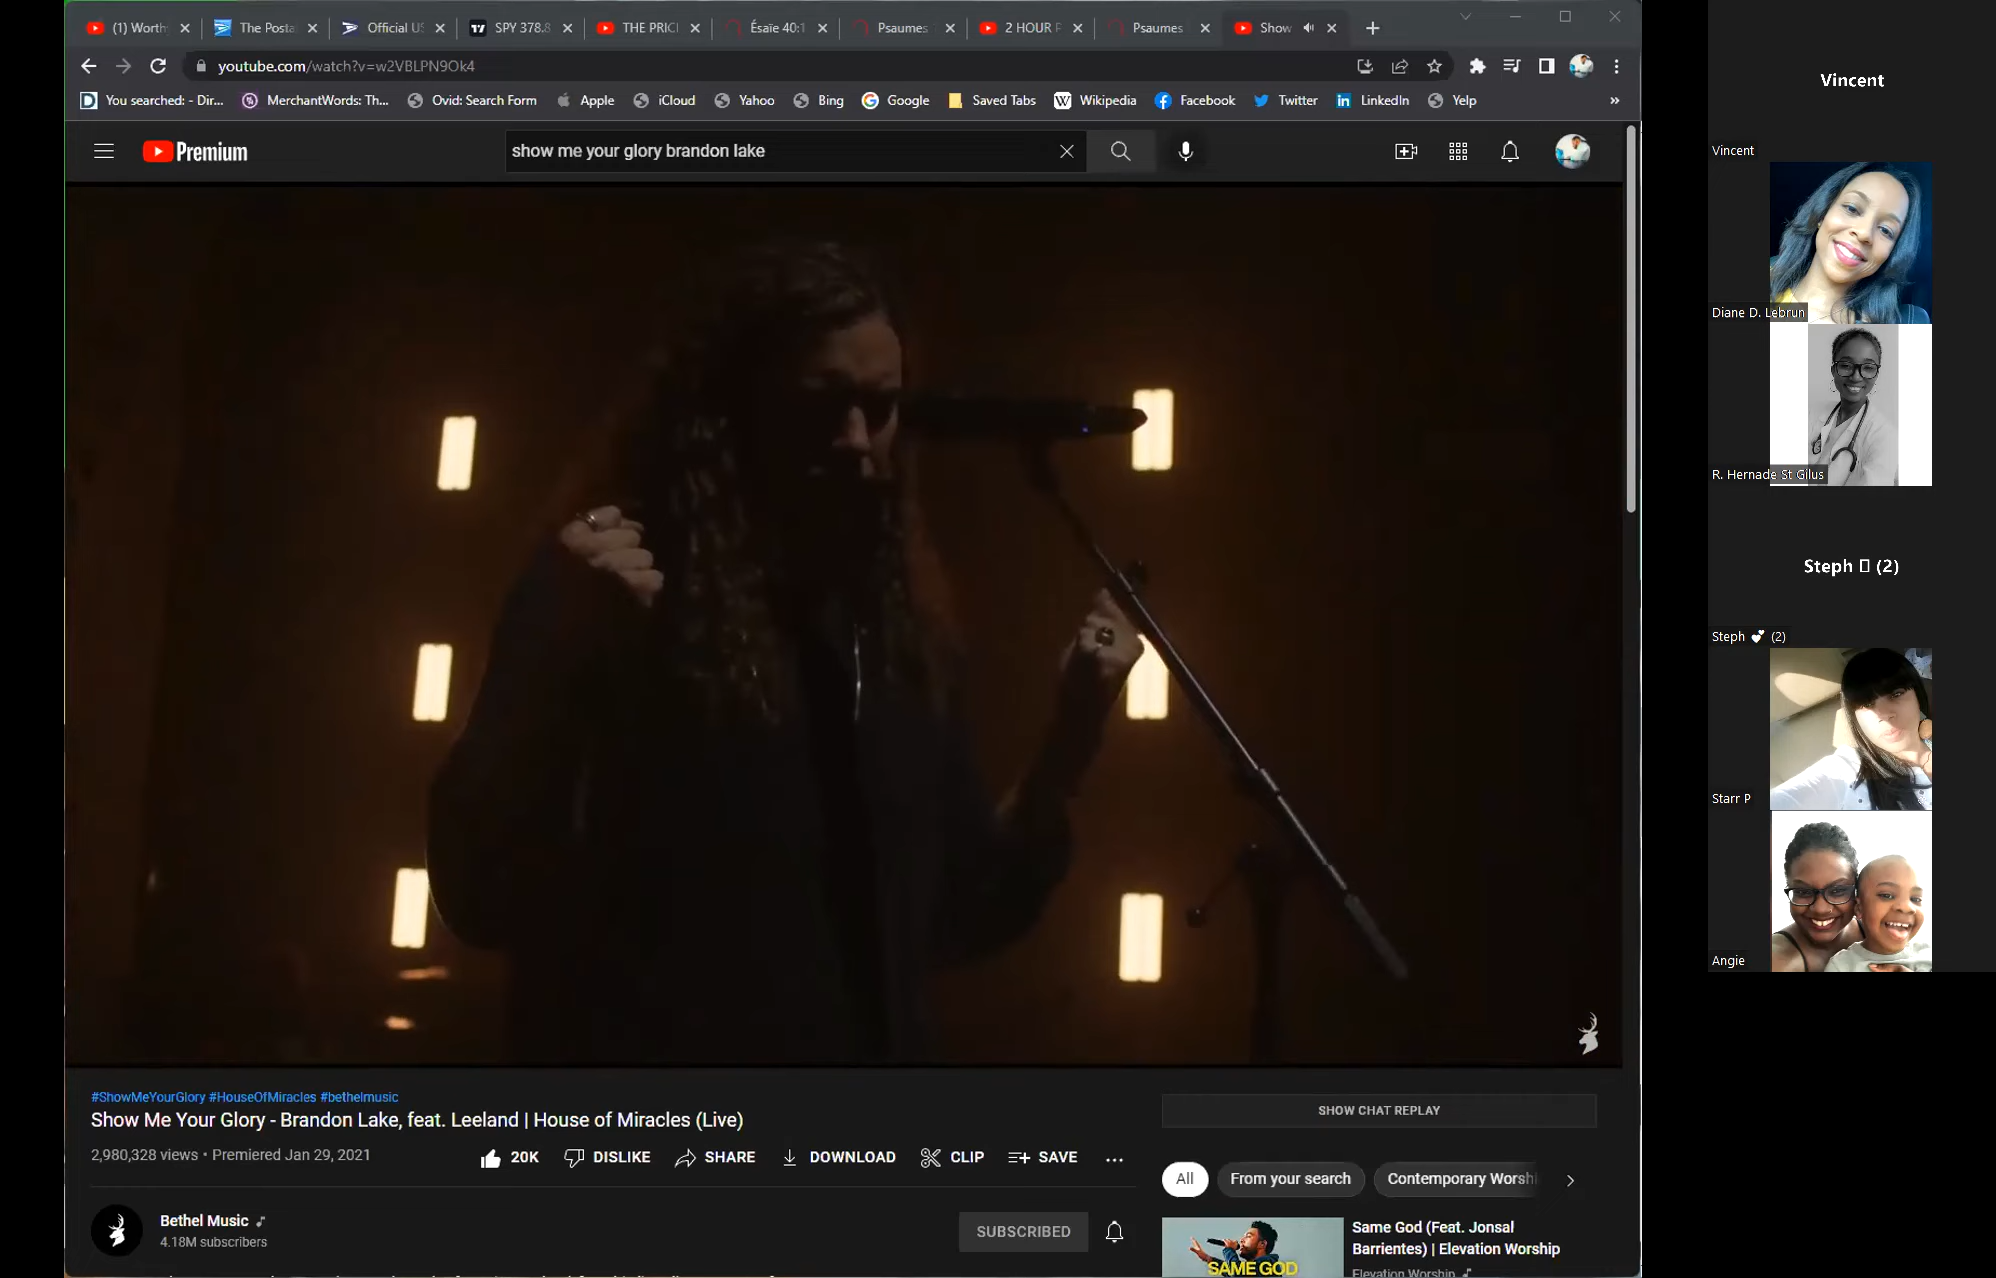 (1) Worth
The Posta
Official US
SPY 378.8
THE PRICE
Ésaïe 40:1
Psaumes
2 HOUR P
Psaumes
Show
youtube.com/watch?v=w2VBLPN9Ok4
You searched: - Dir...
MerchantWords: Th...
Ovid: Search Form
Apple
iCloud
Yahoo
Bing
Google
Saved Tabs
Wikipedia
Facebook
Twitter
LinkedIn
Yelp
Premium
show me your glory brandon lake
#ShowMeYourGlory #HouseOfMiracles #bethelmusic
Show Me Your Glory - Brandon Lake, feat. Leeland | House of Miracles (Live)
2,980,328 views • Premiered Jan 29, 2021
20K
DISLIKE
SHARE
DOWNLOAD
CLIP
SAVE
Bethel Music
4.18M subscribers
SUBSCRIBED
SHOW CHAT REPLAY
All
From your search
Contemporary Worshi
SAME GOD
Same God (Feat. Jonsal
Barrientes) | Elevation Worship
Elevation Worship
Vincent
Vincent
Diane D. Lebrun
R. Hernade St Gilus
Steph (2)
Steph 💕 (2)
Starr P
Angie